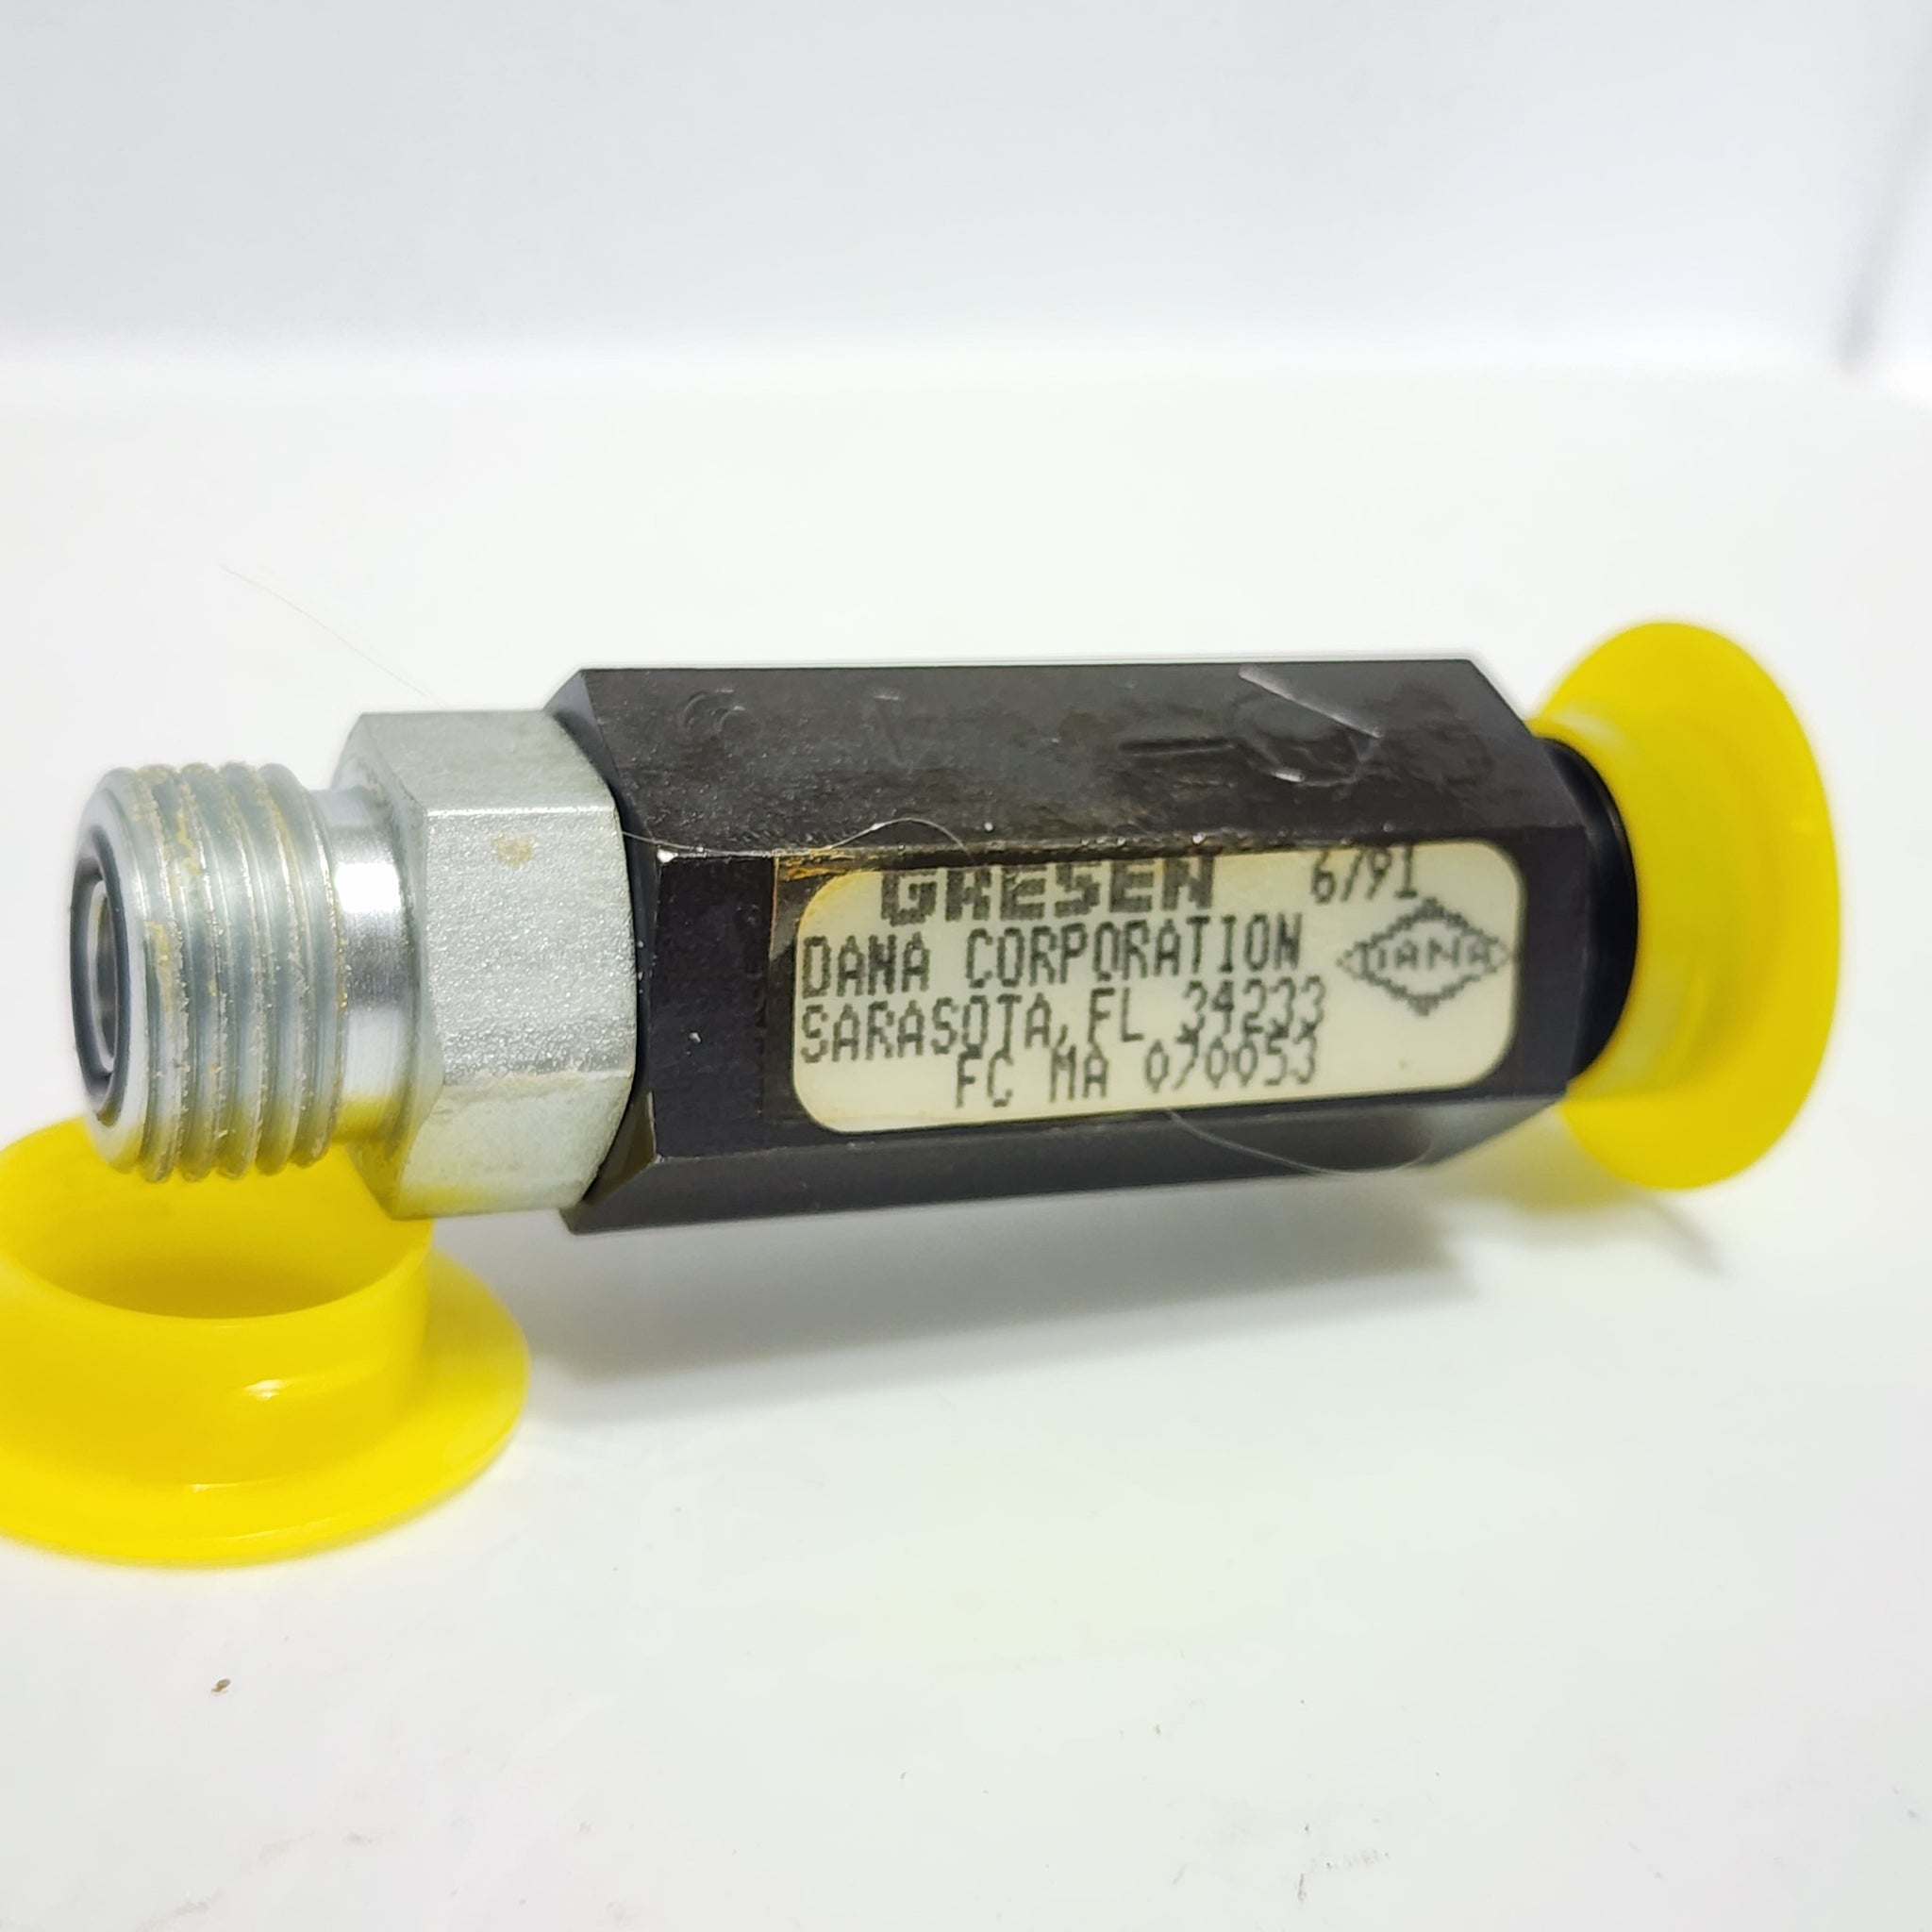 GRESEN 6/91
DANA CORPORATION
DANA
SARASOTA, FL 34233
FC MA 070053